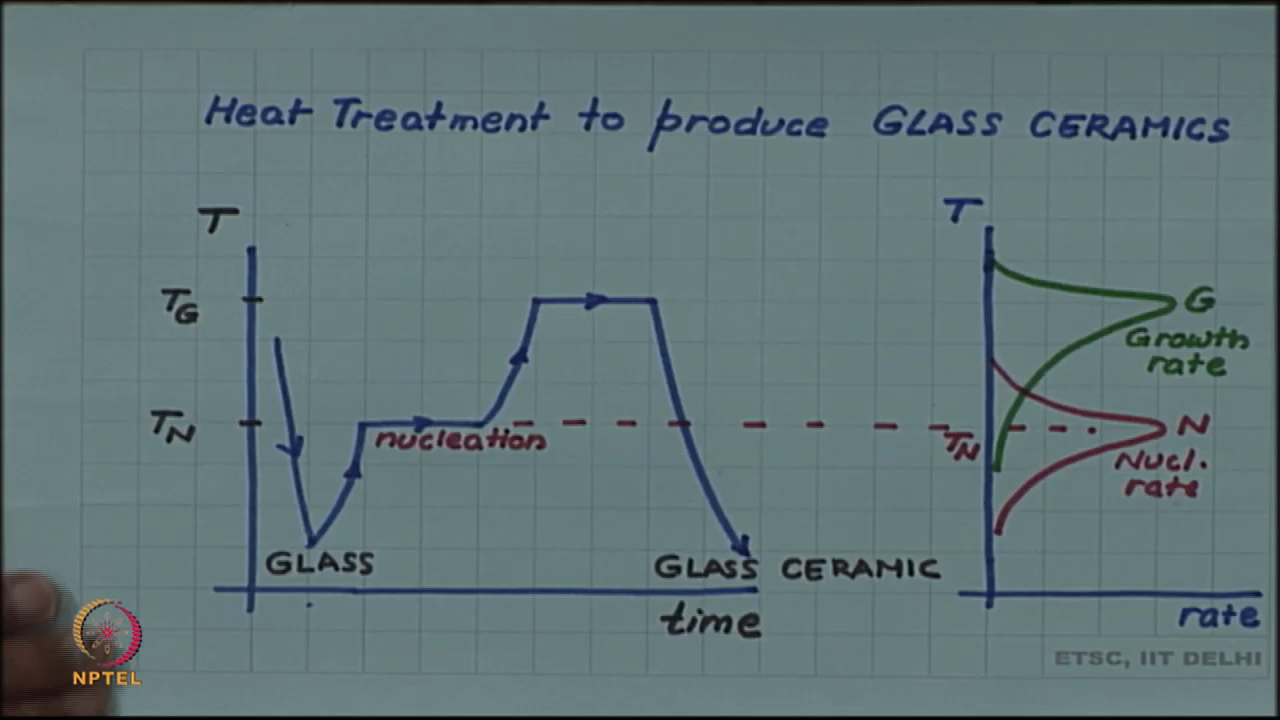 Heat Treatment to produce GLASS CERAMICS
T
TG
TN
nucleation
GLASS
GLASS CERAMIC
time
T
G
Growth
rate
TN
N
Nucl.
rate
rate
NPTEL
ETSC, IIT DELHI